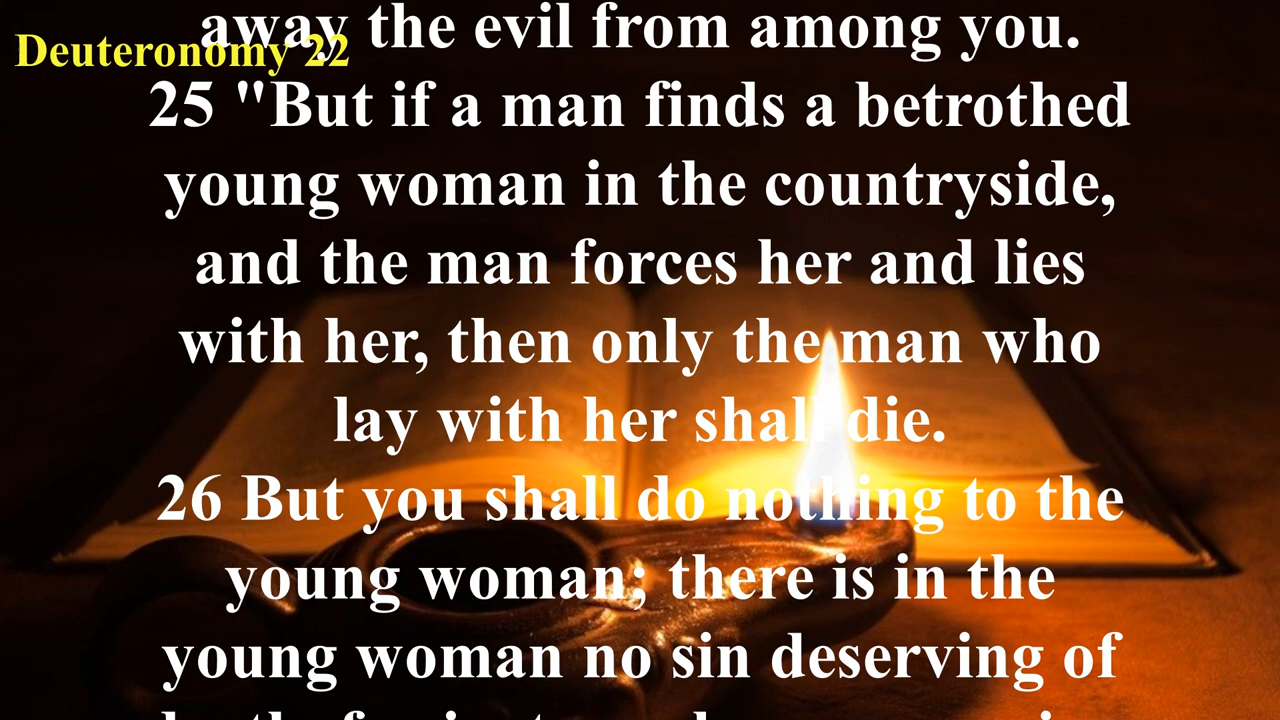 Deuteronomy 22
away the evil from among you.
25 "But if a man finds a betrothed
young woman in the countryside,
and the man forces her and lies
with her, then only the man who
lay with her shall die.
26 But you shall do nothing to the
young woman; there is in the
young woman no sin deserving of